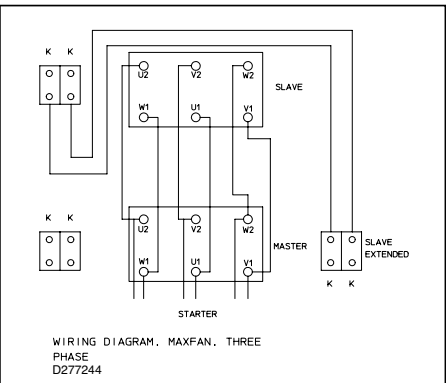 K K
U2 V2 W2
SLAVE
W1 U1 V1
K K
U2 V2 W2
MASTER
SLAVE
EXTENDED
W1 U1 V1
K K
STARTER
WIRING DIAGRAM, MAXFAN, THREE
PHASE
D277244